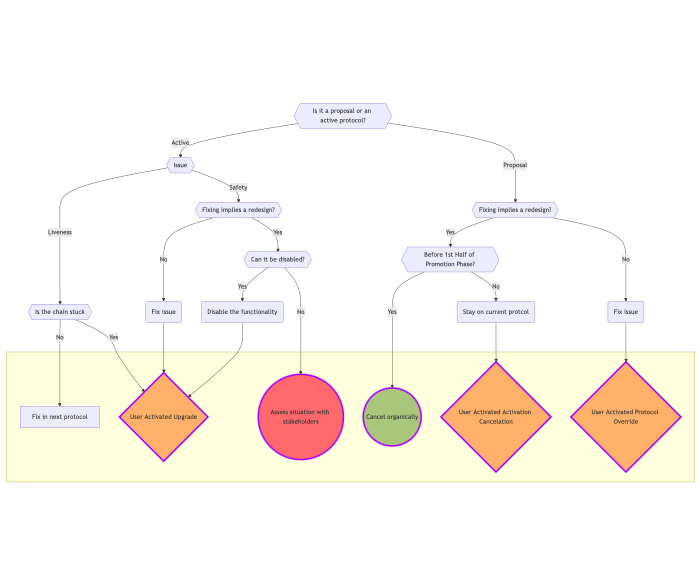 Is it a proposal or an
active protocol?
Active
Issue
Proposal
Safety
Fixing implies a redesign?
Fixing implies a redesign?
Liveness
Yes
Yes
No
Can it be disabled?
Before 1st Half of
Promotion Phase?
No
Yes
No
Is the chain stuck
Fix Issue
Disable the functionality
No
Yes
Stay on current protcol
Fix Issue
No
Yes
Fix in next protocol
User Activated Upgrade
Assess situation with
stakeholders
Cancel organically
User Activated Activation
Cancelation
User Activated Protocol
Override